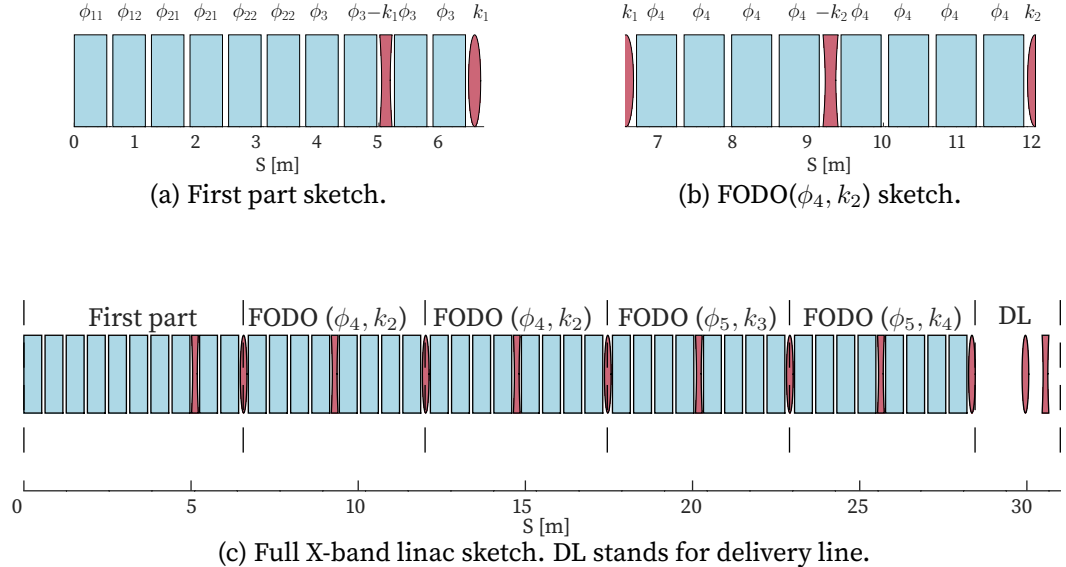 ϕ₁₁ ϕ₁₂ ϕ₂₁ ϕ₂₁ ϕ₂₂ ϕ₂₂ ϕ₃ ϕ₃ −k₁ ϕ₃ ϕ₃ k₁
0 1 2 3 4 5 6
S [m]
(a) First part sketch.
k₁ ϕ₄ ϕ₄ ϕ₄ ϕ₄ −k₂ ϕ₄ ϕ₄ ϕ₄ ϕ₄ k₂
7 8 9 10 11 12
S [m]
(b) FODO(ϕ₄, k₂) sketch.
First part FODO (ϕ₄, k₂) FODO (ϕ₄, k₂) FODO (ϕ₅, k₃) FODO (ϕ₅, k₄) DL
0 5 10 15 20 25 30
S [m]
(c) Full X-band linac sketch. DL stands for delivery line.